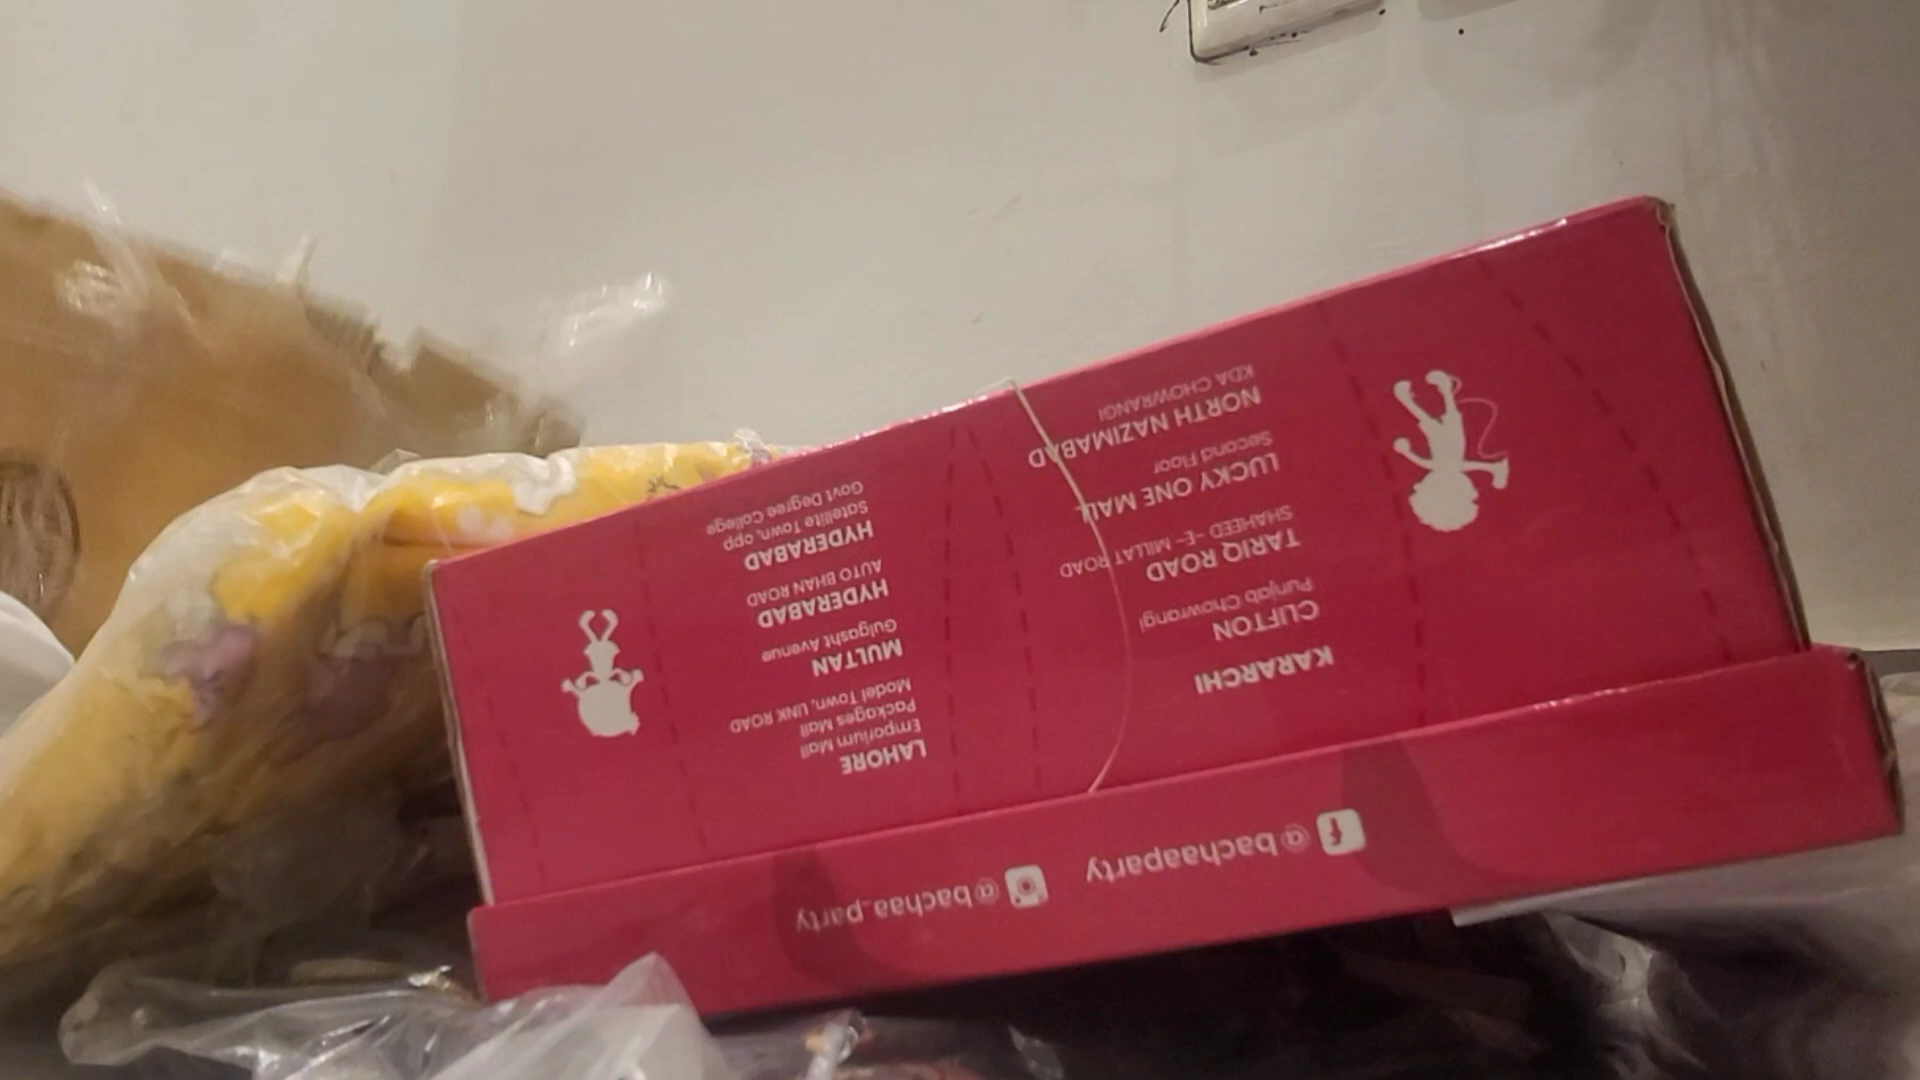 @bachaaparty
@bachaa_party
KARARCHI
CLIFTON
Punjab Chowrangi
TARIQ ROAD
SHAHEED -E- MILLAT ROAD
LUCKY ONE MALL
Second Floor
NORTH NAZIMABAD
KDA CHOWRANGI
LAHORE
Emporium Mall
Packages Mall
Model Town, LINK ROAD
MULTAN
Gulgasht Avenue
HYDERABAD
AUTO BHAN ROAD
HYDERABAD
Satellite Town, opp
Govt Degree College